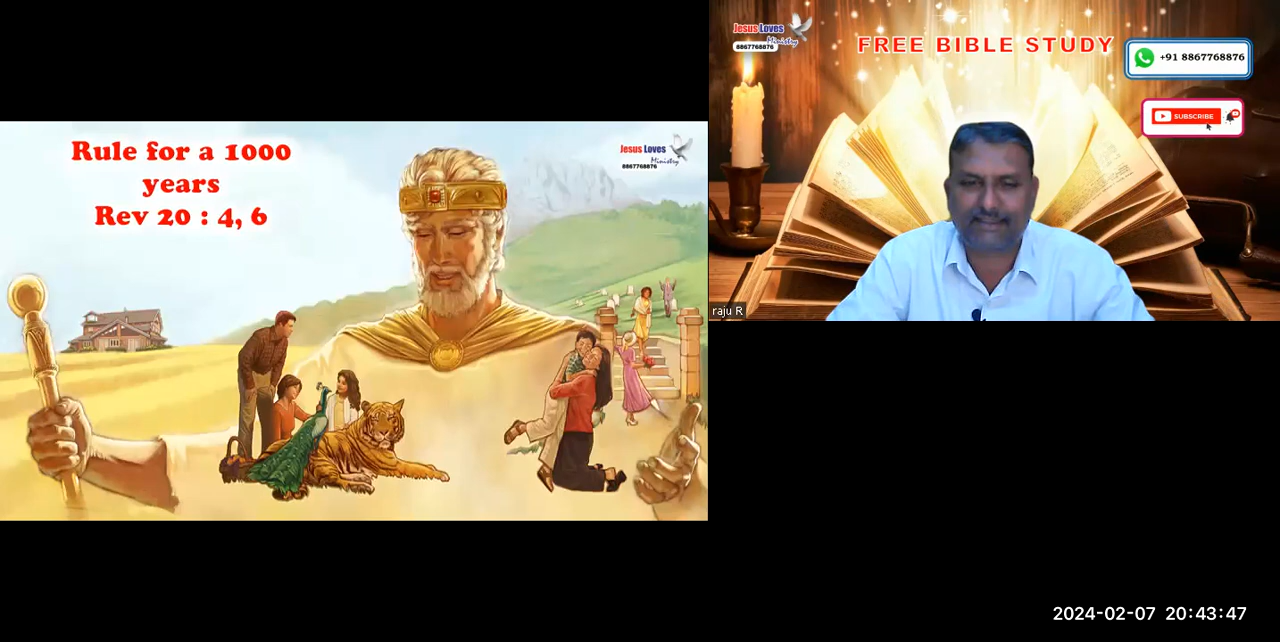 Rule for a 1000
years
Rev 20 : 4, 6
Jesus Loves
Ministry
8867768876
Jesus Loves
Ministry
8867768876
FREE BIBLE STUDY
+91 8867768876
SUBSCRIBE
raju R
2024-02-07 20:43:47